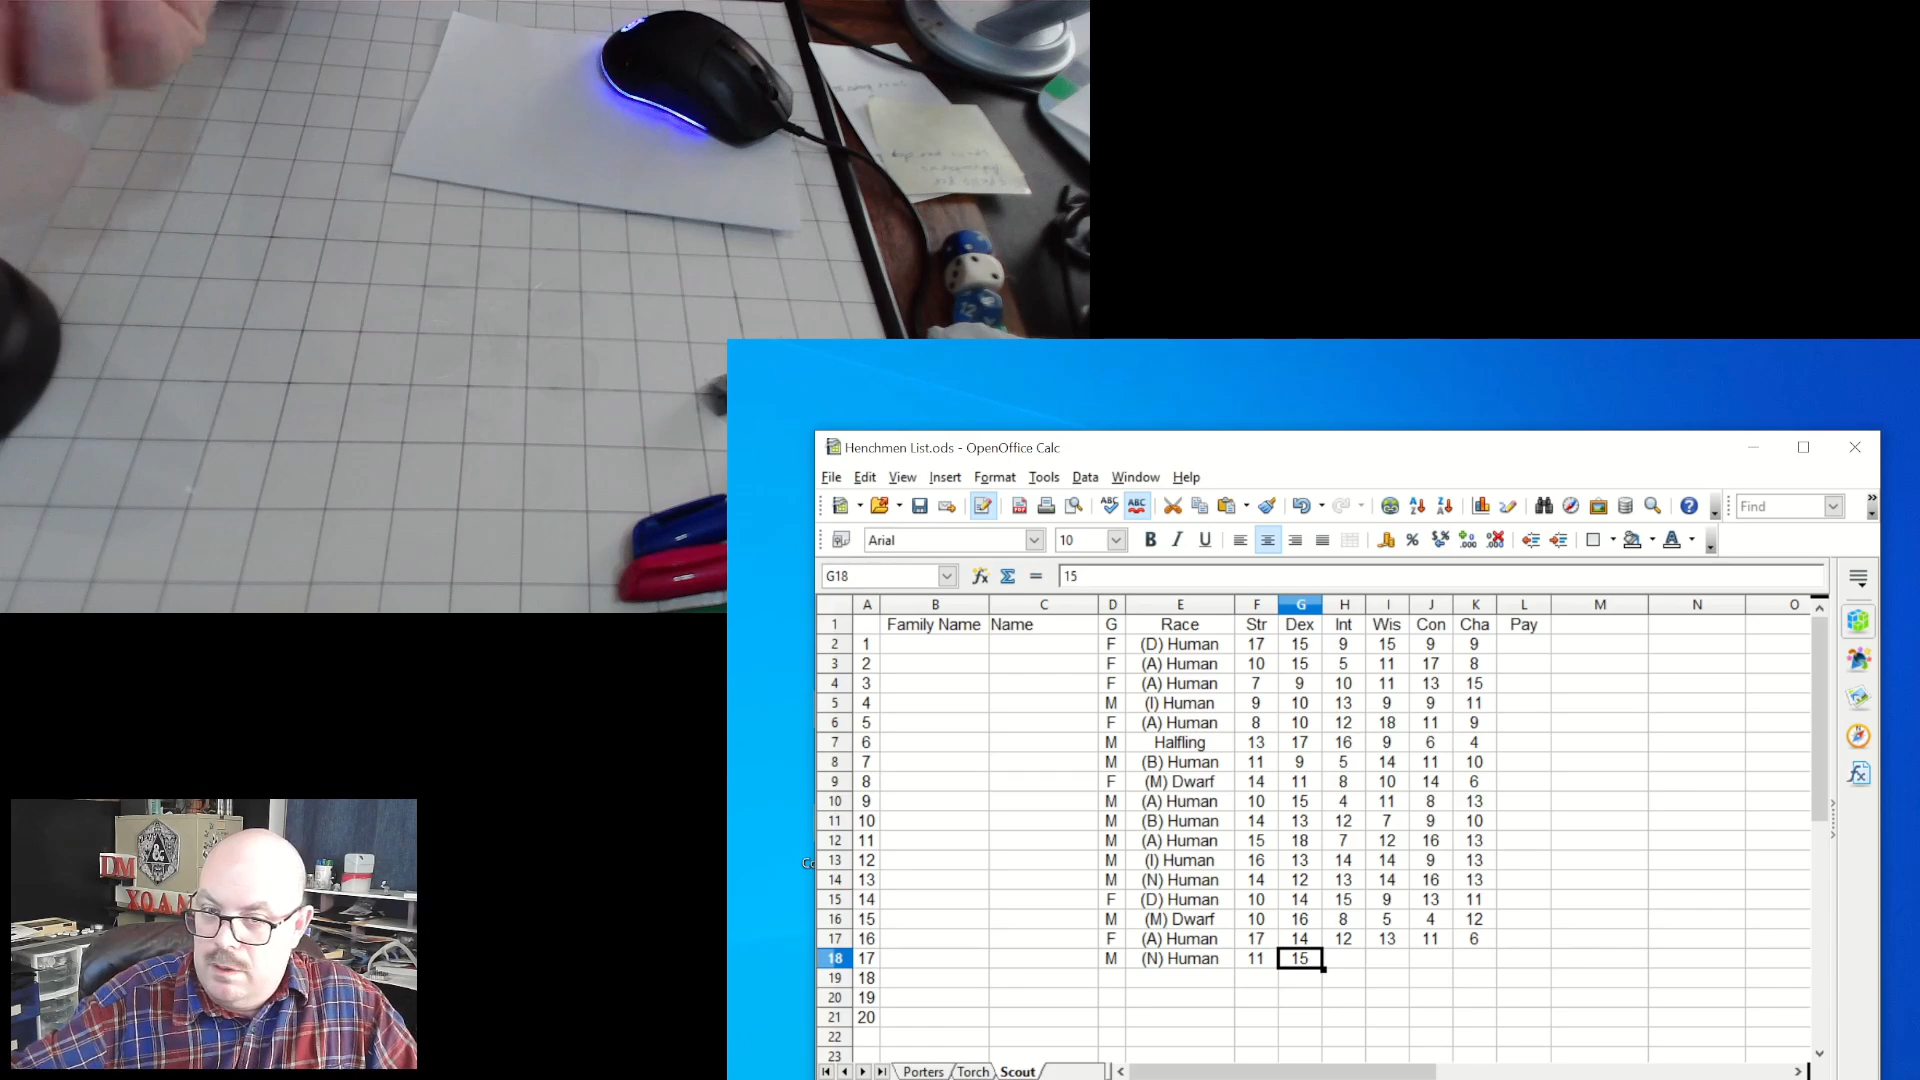 Henchmen List.ods - OpenOffice Calc
File Edit View Insert Format Tools Data Window Help
Find
Arial 10
G18 15
A B C D E F G H I J K L M N O
1 Family Name Name G Race Str Dex Int Wis Con Cha Pay
2 1 F (D) Human 17 15 9 15 9 9
3 2 F (A) Human 10 15 5 11 17 8
4 3 F (A) Human 7 9 10 11 13 15
5 4 M (I) Human 9 10 13 9 9 11
6 5 F (A) Human 8 10 12 18 11 9
7 6 M Halfling 13 17 16 9 6 4
8 7 M (B) Human 11 9 5 14 11 10
9 8 F (M) Dwarf 14 11 8 10 14 6
10 9 M (A) Human 10 15 4 11 8 13
11 10 M (B) Human 14 13 12 7 9 10
12 11 M (A) Human 15 18 7 12 16 13
13 12 M (I) Human 16 13 14 14 9 13
14 13 M (N) Human 14 12 13 14 16 13
15 14 F (D) Human 10 14 15 9 13 11
16 15 M (M) Dwarf 10 16 8 5 4 12
17 16 F (A) Human 17 14 12 13 11 6
18 17 M (N) Human 11 15
19 18
20 19
21 20
22
23
Porters Torch Scout
DM
&
12